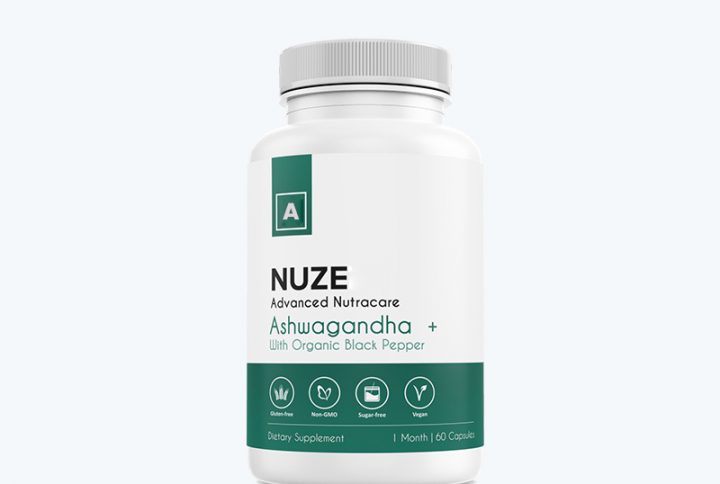 A
NUZE
Advanced Nutracare
Ashwagandha +
With Organic Black Pepper
Gluten-free Non-GMO Sugar-free Vegan
Dietary Supplement 1 Month | 60 Capsules